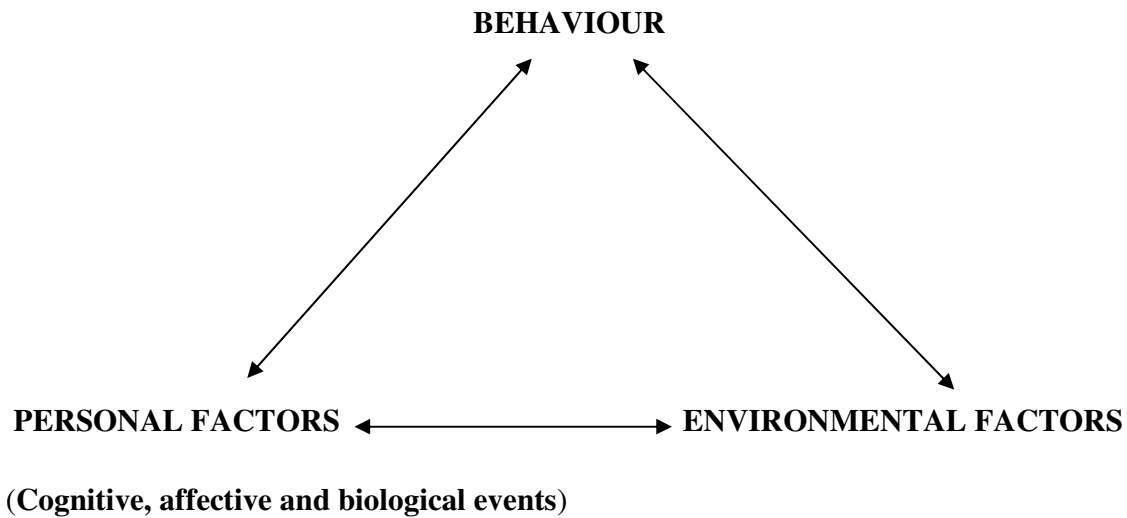 BEHAVIOUR
PERSONAL FACTORS
ENVIRONMENTAL FACTORS
(Cognitive, affective and biological events)